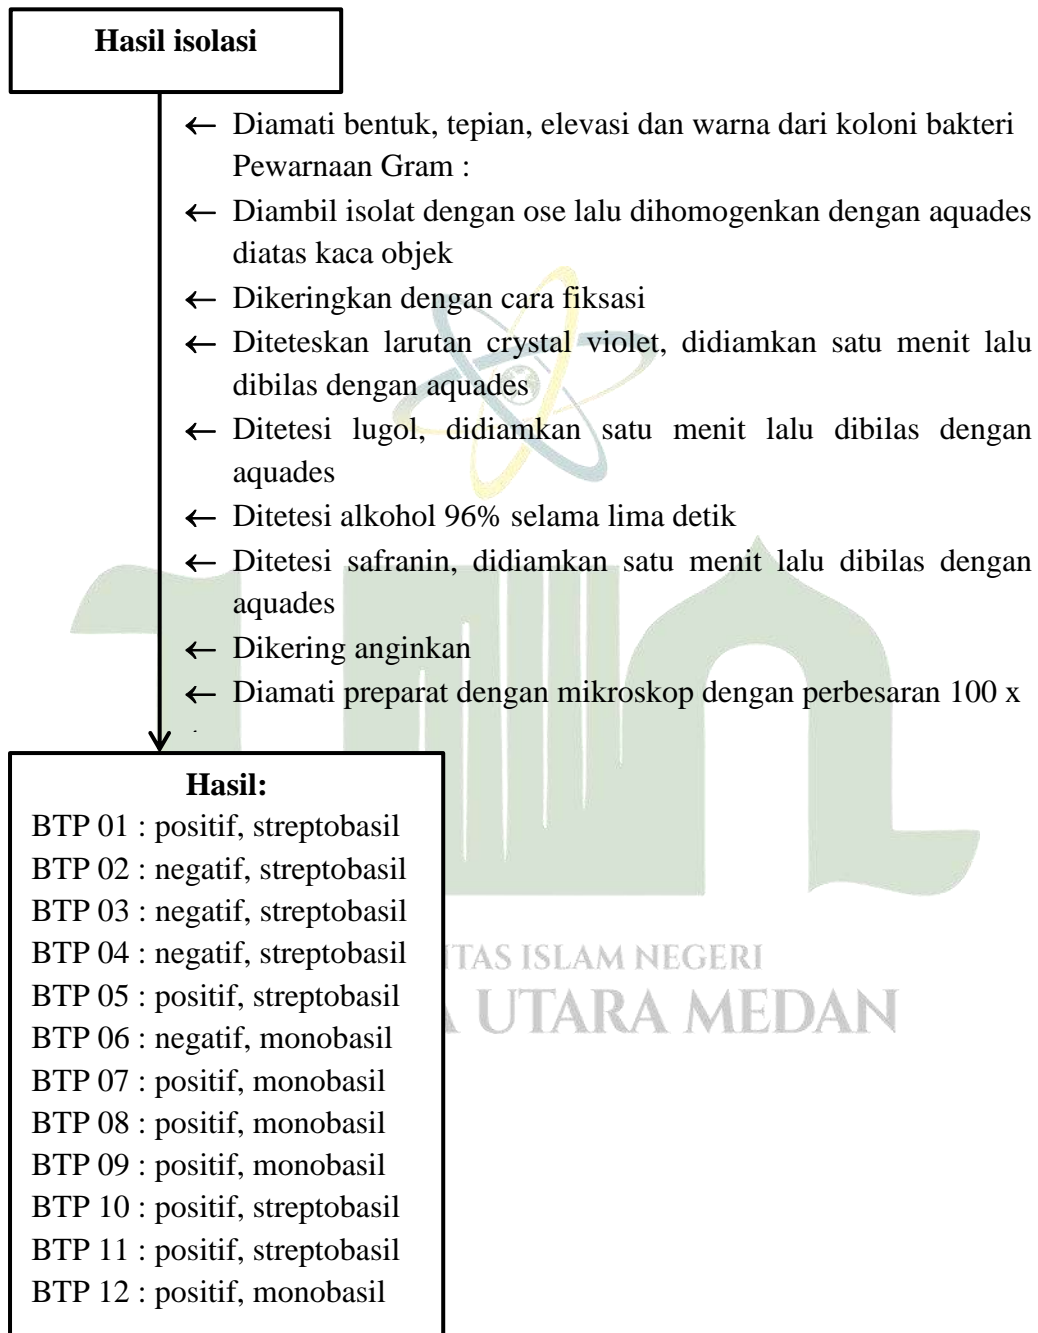 Hasil isolasi
← Diamati bentuk, tepian, elevasi dan warna dari koloni bakteri
Pewarnaan Gram :
← Diambil isolat dengan ose lalu dihomogenkan dengan aquades
diatas kaca objek
← Dikeringkan dengan cara fiksasi
← Diteteskan larutan crystal violet, didiamkan satu menit lalu
dibilas dengan aquades
← Ditetesi lugol, didiamkan satu menit lalu dibilas dengan
aquades
← Ditetesi alkohol 96% selama lima detik
← Ditetesi safranin, didiamkan satu menit lalu dibilas dengan
aquades
← Dikering anginkan
← Diamati preparat dengan mikroskop dengan perbesaran 100 x
Hasil:
BTP 01 : positif, streptobasil
BTP 02 : negatif, streptobasil
BTP 03 : negatif, streptobasil
BTP 04 : negatif, streptobasil
BTP 05 : positif, streptobasil
BTP 06 : negatif, monobasil
BTP 07 : positif, monobasil
BTP 08 : positif, monobasil
BTP 09 : positif, monobasil
BTP 10 : positif, streptobasil
BTP 11 : positif, streptobasil
BTP 12 : positif, monobasil
ITAS ISLAM NEGERI
UTARA MEDAN